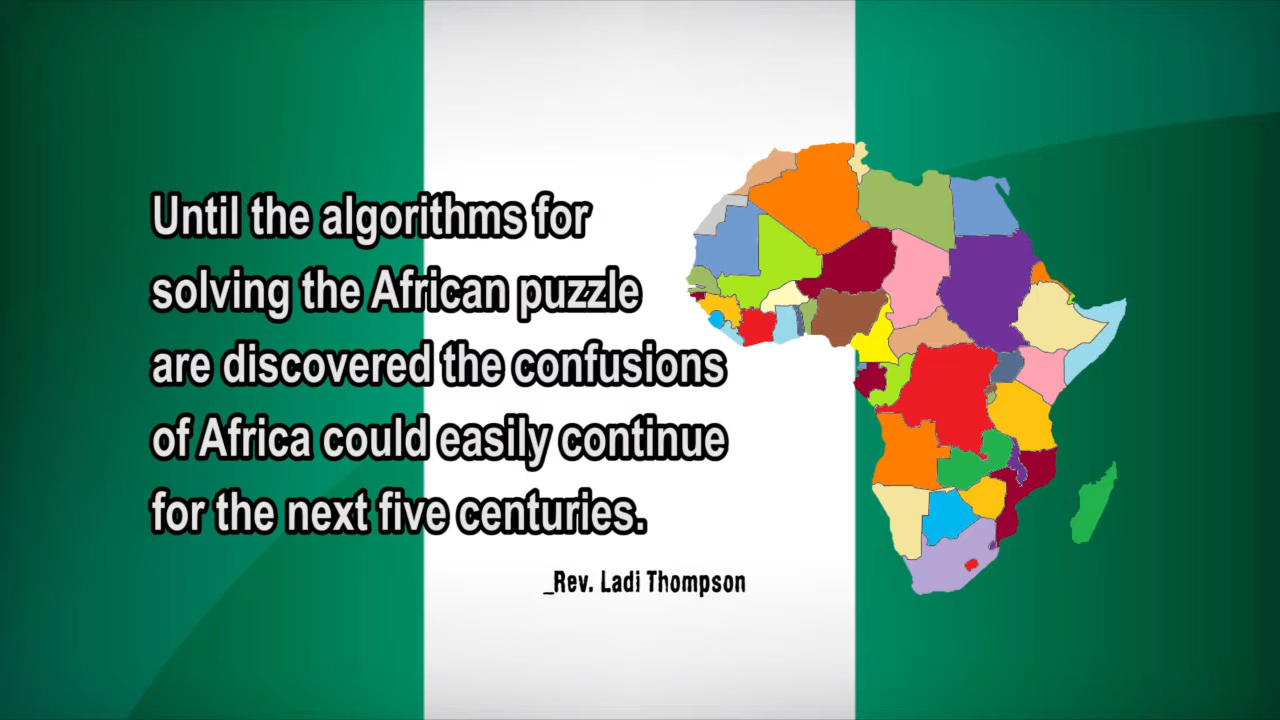 Until the algorithms for
solving the African puzzle
are discovered the confusions
of Africa could easily continue
for the next five centuries.
_Rev. Ladi Thompson